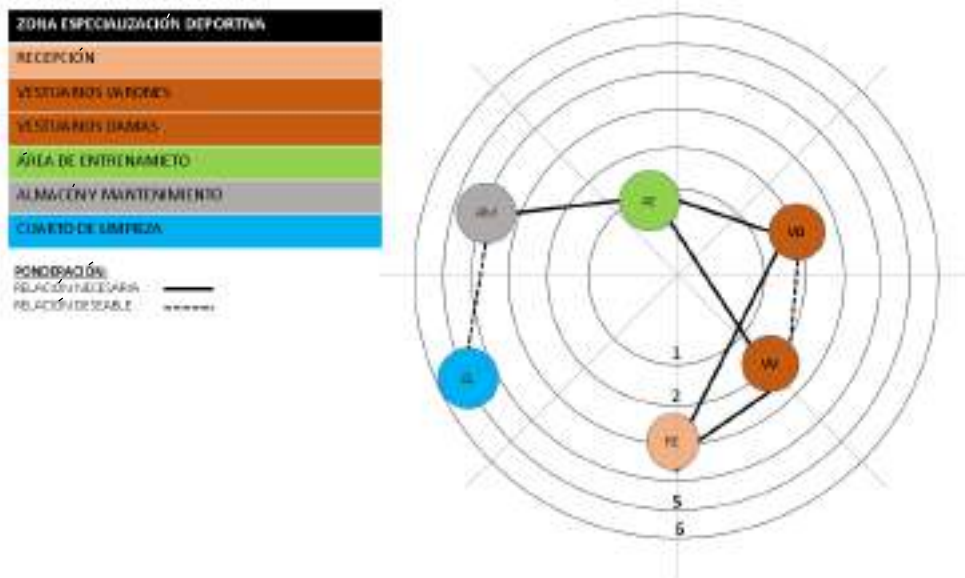 ZONA ESPECIALIZACIÓN DEPORTIVA
RECEPCIÓN
VESTUARIOS VARONES
VESTUARIOS DAMAS
ÁREA DE ENTRENAMIETO
ALMACÉN Y MANTENIMIENTO
CUARTO DE LIMPIEZA
PONDERACIÓN:
RELACIÓN NECESARIA
RELACIÓN DESEABLE
AE
VD
VV
RE
1
2
5
6